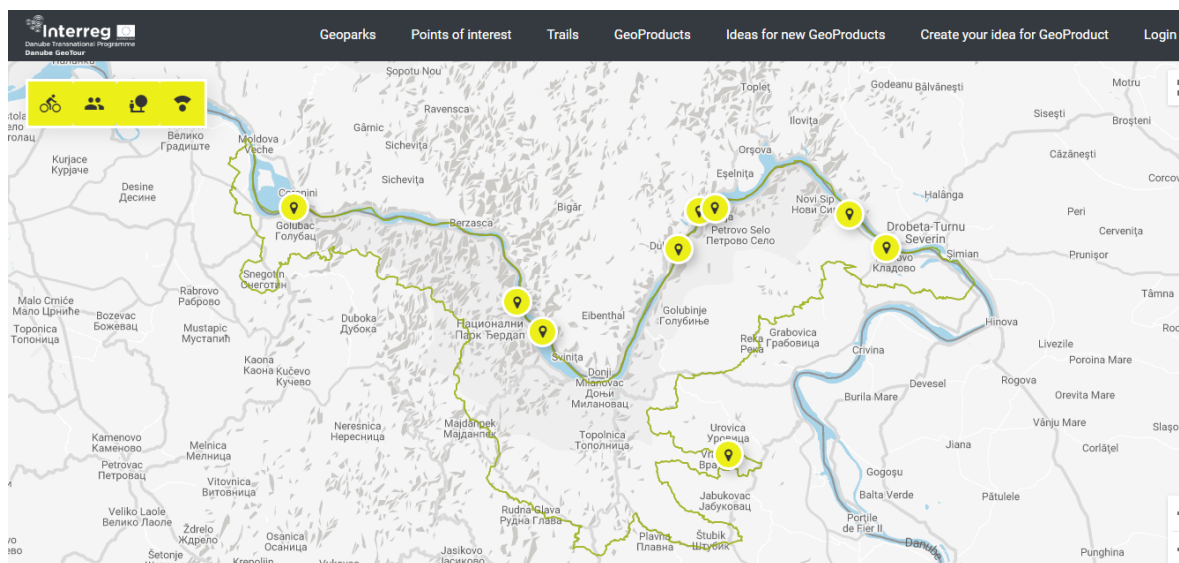 Interreg
Danube Transnational Programme
Danube GeoTour
Geoparks
Points of interest
Trails
GeoProducts
Ideas for new GeoProducts
Create your idea for GeoProduct
Login
Šopotu Nou
Ravensca
Gârnic
Sichevița
Moldova
Veche
Велико
Градиште
Kurjace
Курјаче
Desine
Десине
Sichevița
Golubac
Голубац
Berzasca
Bigăr
Toplet
Godeanu
Bâlvănești
Motru
Ilovița
Sisești
Broșteni
Căzănești
Orșova
Eșelnița
Halânga
Peri
Cervenița
Prunișor
Petrovo Selo
Петрово Село
Novi Sip
Drobeta-Turnu
Severin
Șimian
Кладово
Snegotin
Снеготин
Rabrovo
Раброво
Malo Crniće
Мало Црниће
Toponica
Топоница
Boževac
Божевац
Mustapic
Мустапић
Duboka
Дубока
Национални
Парк Ђердап
Eibenthal
Golubinje
Голубиње
Svinița
Donji
Milanovac
Доњи
Милановац
Reka
Река
Grabovica
Грабовица
Crivina
Hinova
Tâmna
Livezile
Poroina Mare
Rogova
Orevita Mare
Devesel
Burila Mare
Vânju Mare
Corlățel
Jiana
Kaona
Каона
Kučevo
Кучево
Neresnica
Нересница
Majdanpek
Мајданпек
Topolnica
Тополница
Urovica
Уровица
Kamenovo
Каменово
Petrovac
Петровац
Melnica
Мелница
Vitovnica
Витовница
Jabukovac
Јабуковац
Gogoșu
Balta Verde
Pătulele
Veliko Laole
Велико Лаоле
Ždrelo
Ждрело
Osanica
Осаница
Rudna Glava
Рудна Глава
Plavna
Плавна
Štubik
Штубик
Porțile
de Fier II
Danube
Punghina
Šetonje
Krepoljin
Jasikovo
Јасиково